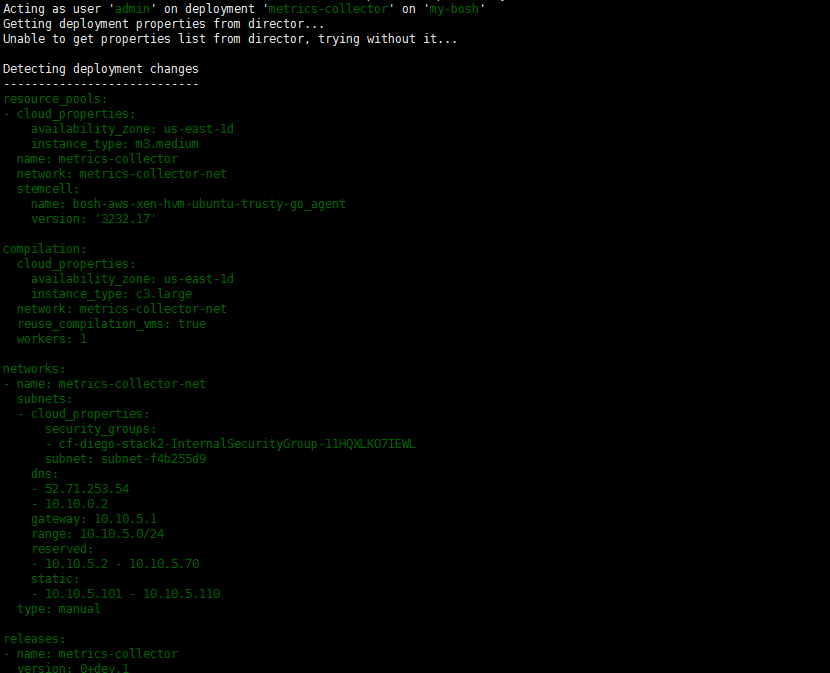 Acting as user 'admin' on deployment 'metrics-collector' on 'my-bosh'
Getting deployment properties from director...
Unable to get properties list from director, trying without it...
Detecting deployment changes
----------------------------
resource_pools:
- cloud_properties:
    availability_zone: us-east-1d
    instance_type: m3.medium
  name: metrics-collector
  network: metrics-collector-net
  stemcell:
    name: bosh-aws-xen-hvm-ubuntu-trusty-go_agent
    version: '3232.17'
compilation:
  cloud_properties:
    availability_zone: us-east-1d
    instance_type: c3.large
  network: metrics-collector-net
  reuse_compilation_vms: true
  workers: 1
networks:
- name: metrics-collector-net
  subnets:
  - cloud_properties:
      security_groups:
      - cf-diego-stack2-InternalSecurityGroup-11HQXLKO7IEWL
      subnet: subnet-f4b255d9
    dns:
    - 52.71.253.54
    - 10.10.0.2
    gateway: 10.10.5.1
    range: 10.10.5.0/24
    reserved:
    - 10.10.5.2 - 10.10.5.70
    static:
    - 10.10.5.101 - 10.10.5.110
  type: manual
releases:
- name: metrics-collector
  version: 0+dev.1